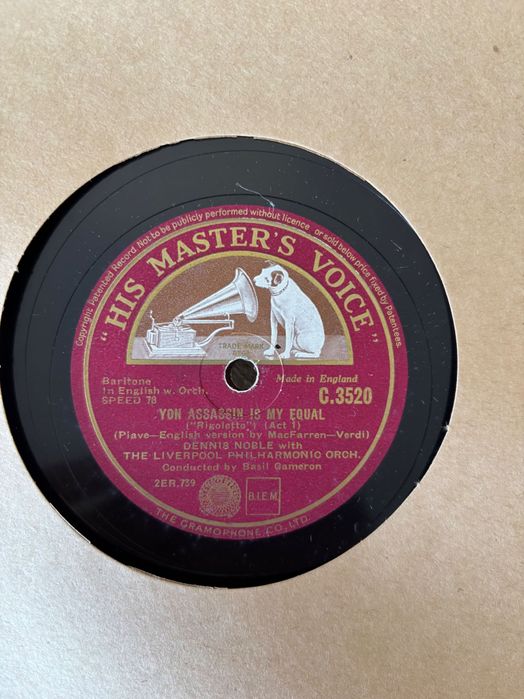 Copyright, Patented Record. Not to be publicly performed without licence or sold below price fixed by Patentees.
"HIS MASTER'S VOICE"
TRADE MARK
Baritone
in English w. Orch.
SPEED 78
Made in England
C.3520
YON ASSASSIN IS MY EQUAL
("Rigoletto") (Act 1)
(Piave—English version by MacFarren—Verdi)
DENNIS NOBLE with
THE LIVERPOOL PHILHARMONIC ORCH.
Conducted by Basil Cameron
2ER.739
B.I.E.M.
THE GRAMOPHONE CO., LTD.